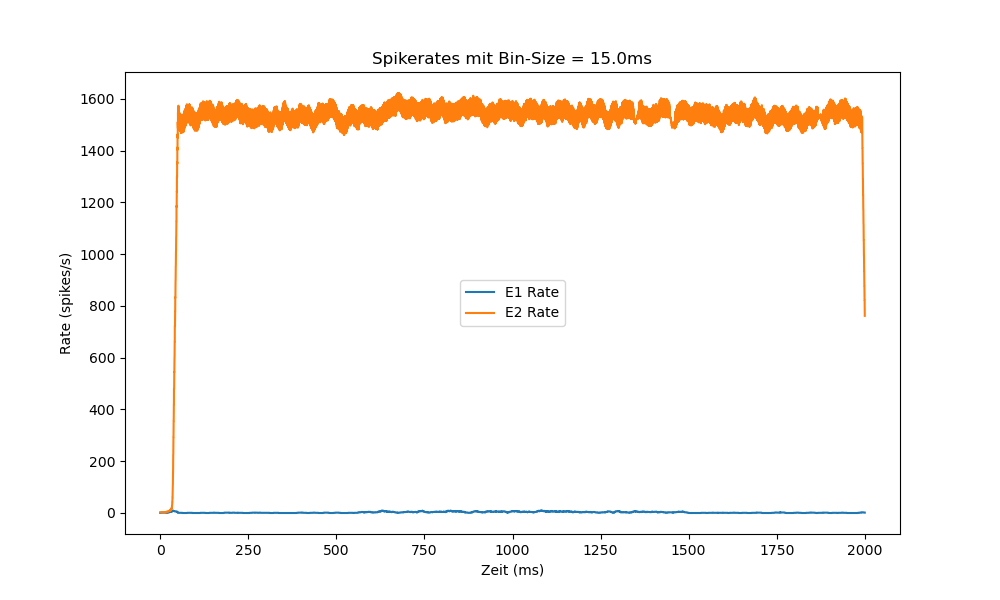 Spikerates mit Bin-Size = 15.0ms
1600
1400
1200
1000
800
600
400
200
0
Rate (spikes/s)
E1 Rate
E2 Rate
0 250 500 750 1000 1250 1500 1750 2000
Zeit (ms)